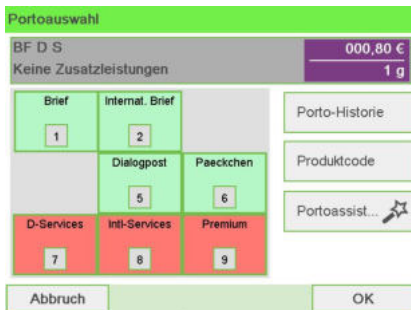 Portoauswahl
BF D S
000,80 €
Keine Zusatzleistungen
1 g
Brief
Internat. Brief
1
2
Porto-Historie
Dialogpost
Paeckchen
5
6
Produktcode
D-Services
Intl-Services
Premium
7
8
9
Portoassist...
Abbruch
OK